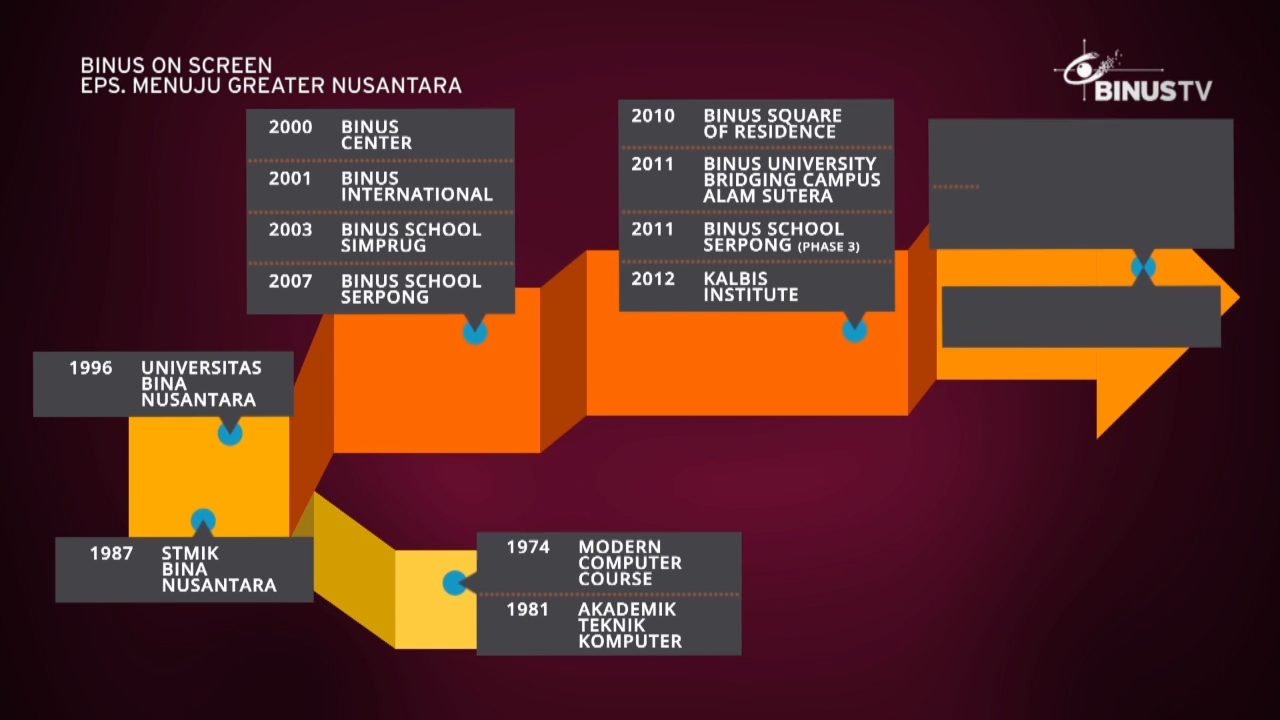 BINUS ON SCREEN
EPS. MENUJU GREATER NUSANTARA
BINUSTV
2000 BINUS
CENTER
2001 BINUS
INTERNATIONAL
2003 BINUS SCHOOL
SIMPRUG
2007 BINUS SCHOOL
SERPONG
2010 BINUS SQUARE
OF RESIDENCE
2011 BINUS UNIVERSITY
BRIDGING CAMPUS
ALAM SUTERA
2011 BINUS SCHOOL
SERPONG (PHASE 3)
2012 KALBIS
INSTITUTE
1996 UNIVERSITAS
BINA
NUSANTARA
1987 STMIK
BINA
NUSANTARA
1974 MODERN
COMPUTER
COURSE
1981 AKADEMIK
TEKNIK
KOMPUTER